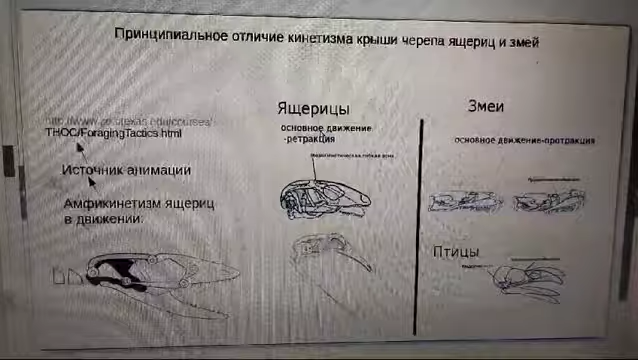 Принципиальное отличие кинетизма крыши черепа ящериц и змей
THOC/ForagingTactics.html
Источник анимации
Амфикинетизм ящериц
в движении.
Ящерицы
основное движение
-ретракция
Змеи
основное движение-протракция
Птицы